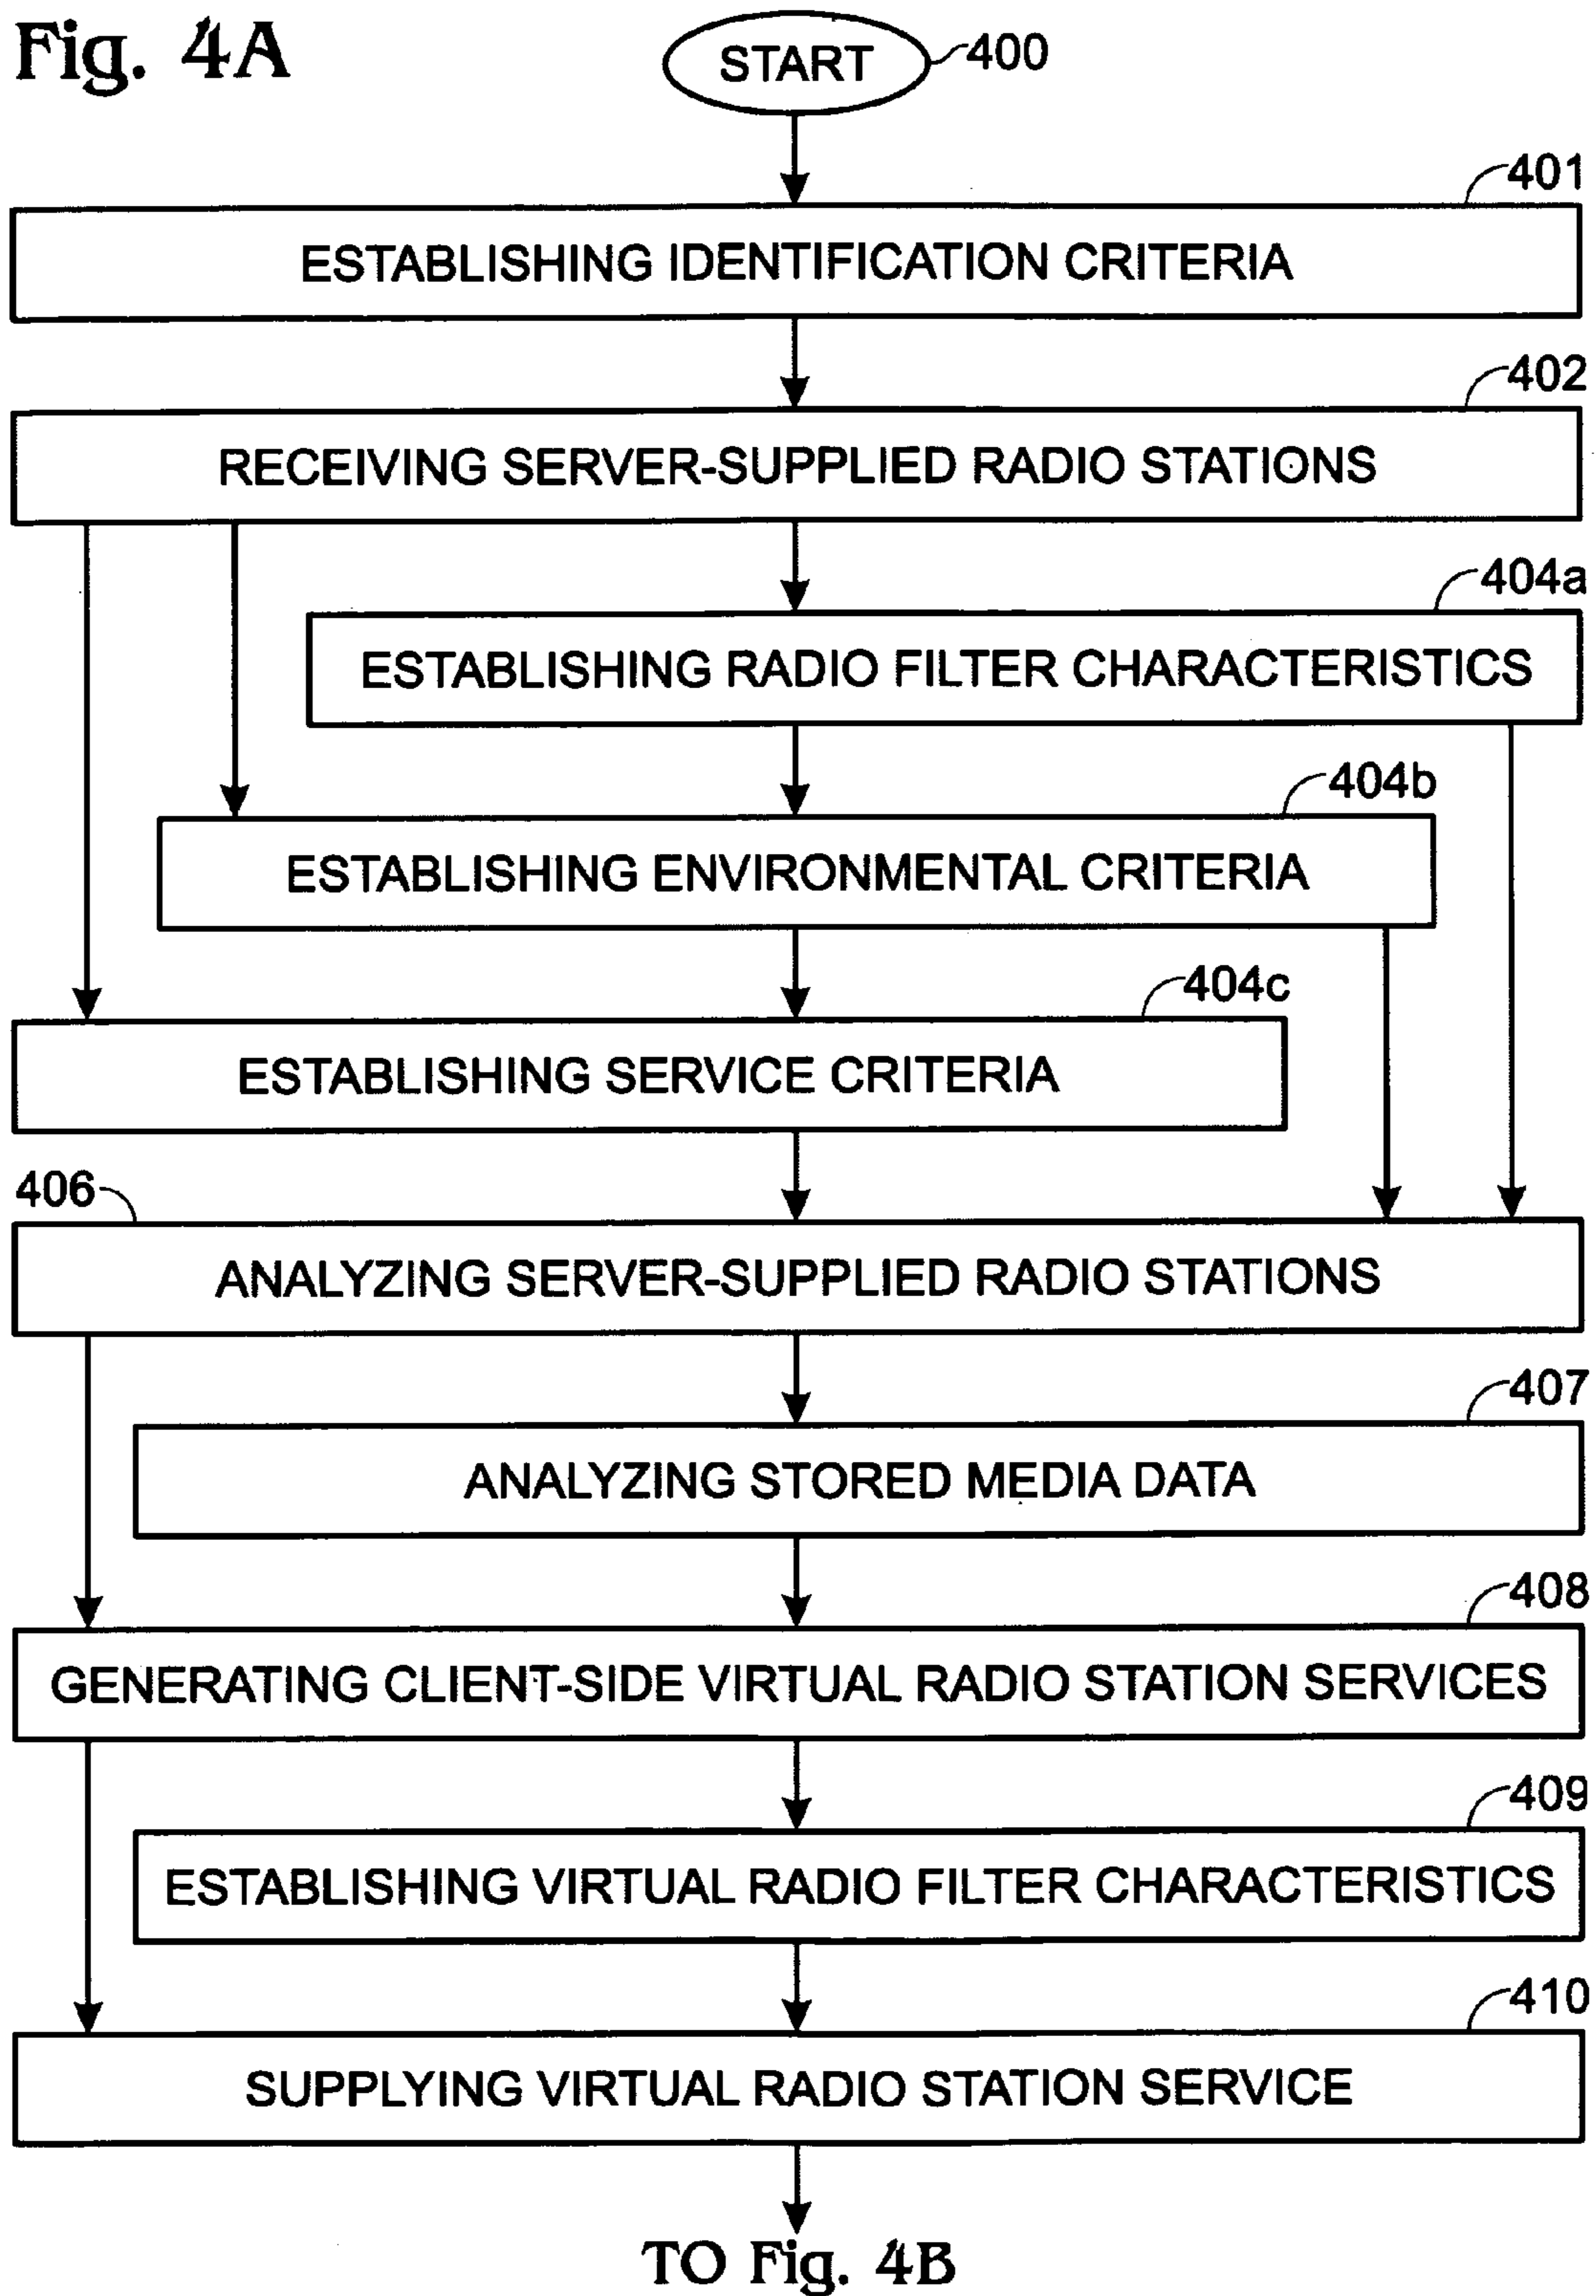 Fig. 4A
START
400
401
ESTABLISHING IDENTIFICATION CRITERIA
402
RECEIVING SERVER-SUPPLIED RADIO STATIONS
404a
ESTABLISHING RADIO FILTER CHARACTERISTICS
404b
ESTABLISHING ENVIRONMENTAL CRITERIA
404c
ESTABLISHING SERVICE CRITERIA
406
ANALYZING SERVER-SUPPLIED RADIO STATIONS
407
ANALYZING STORED MEDIA DATA
408
GENERATING CLIENT-SIDE VIRTUAL RADIO STATION SERVICES
409
ESTABLISHING VIRTUAL RADIO FILTER CHARACTERISTICS
410
SUPPLYING VIRTUAL RADIO STATION SERVICE
TO Fig. 4B